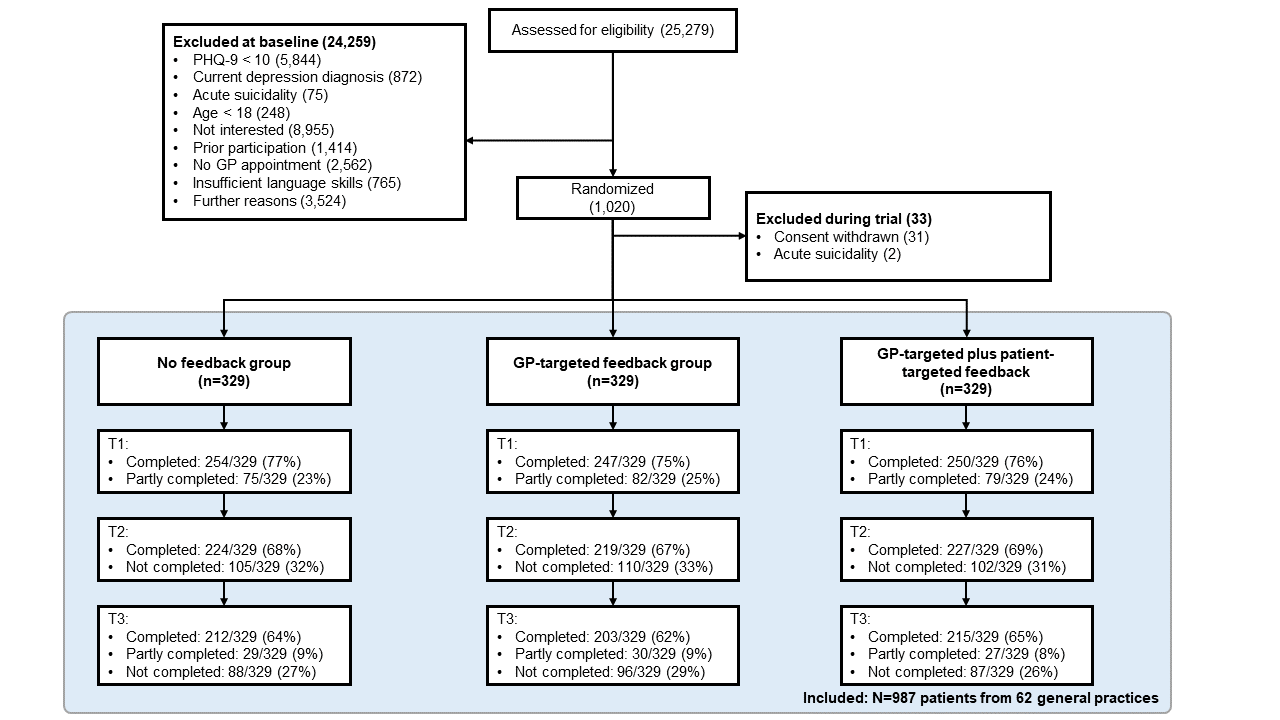 Assessed for eligibility (25,279)
Excluded at baseline (24,259)
• PHQ-9 < 10 (5,844)
• Current depression diagnosis (872)
• Acute suicidality (75)
• Age < 18 (248)
• Not interested (8,955)
• Prior participation (1,414)
• No GP appointment (2,562)
• Insufficient language skills (765)
• Further reasons (3,524)
Randomized
(1,020)
Excluded during trial (33)
• Consent withdrawn (31)
• Acute suicidality (2)
No feedback group
(n=329)
T1:
• Completed: 254/329 (77%)
• Partly completed: 75/329 (23%)
T2:
• Completed: 224/329 (68%)
• Not completed: 105/329 (32%)
T3:
• Completed: 212/329 (64%)
• Partly completed: 29/329 (9%)
• Not completed: 88/329 (27%)
GP-targeted feedback group
(n=329)
T1:
• Completed: 247/329 (75%)
• Partly completed: 82/329 (25%)
T2:
• Completed: 219/329 (67%)
• Not completed: 110/329 (33%)
T3:
• Completed: 203/329 (62%)
• Partly completed: 30/329 (9%)
• Not completed: 96/329 (29%)
GP-targeted plus patient-
targeted feedback
(n=329)
T1:
• Completed: 250/329 (76%)
• Partly completed: 79/329 (24%)
T2:
• Completed: 227/329 (69%)
• Not completed: 102/329 (31%)
T3:
• Completed: 215/329 (65%)
• Partly completed: 27/329 (8%)
• Not completed: 87/329 (26%)
Included: N=987 patients from 62 general practices